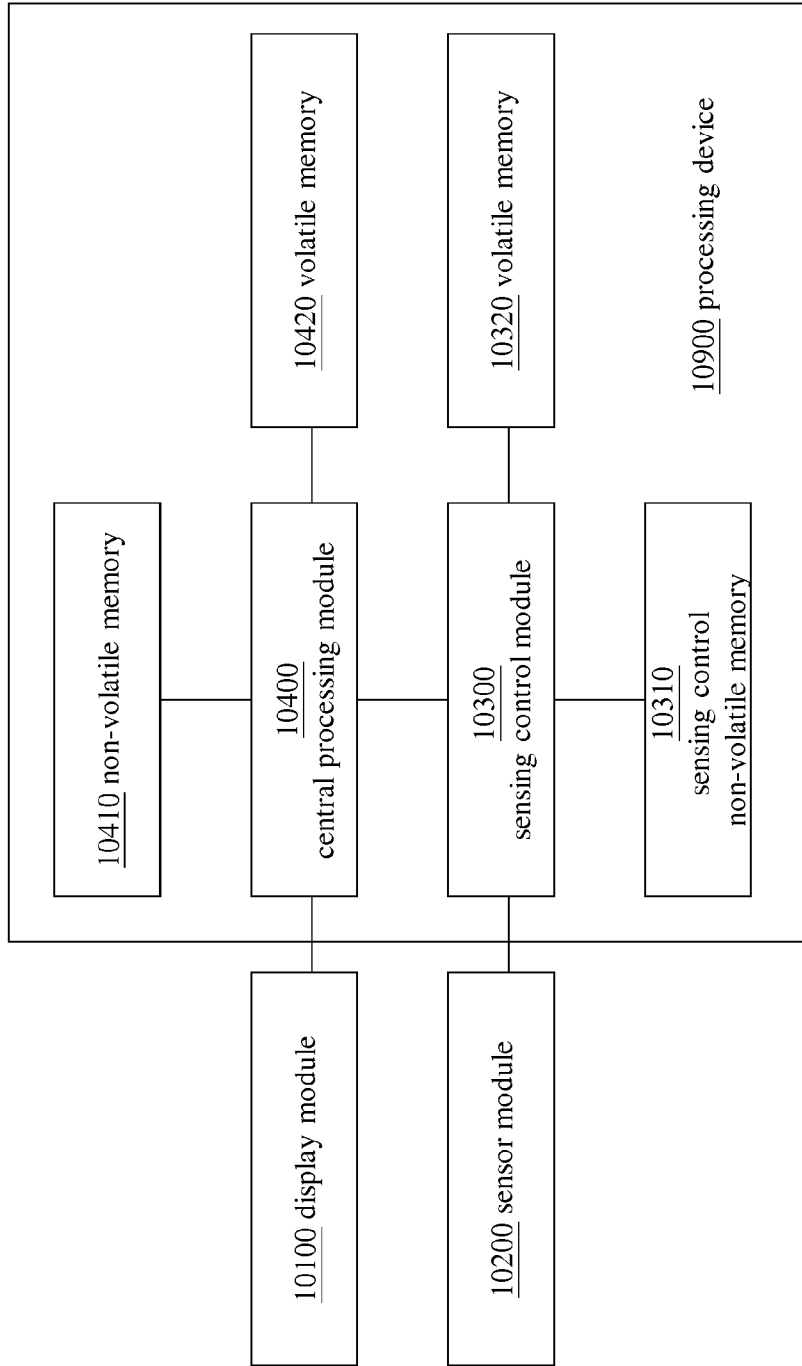 10410 non-volatile memory
10100 display module
10400
central processing module
10420 volatile memory
10200 sensor module
10300
sensing control module
10320 volatile memory
10310
sensing control
non-volatile memory
10900 processing device